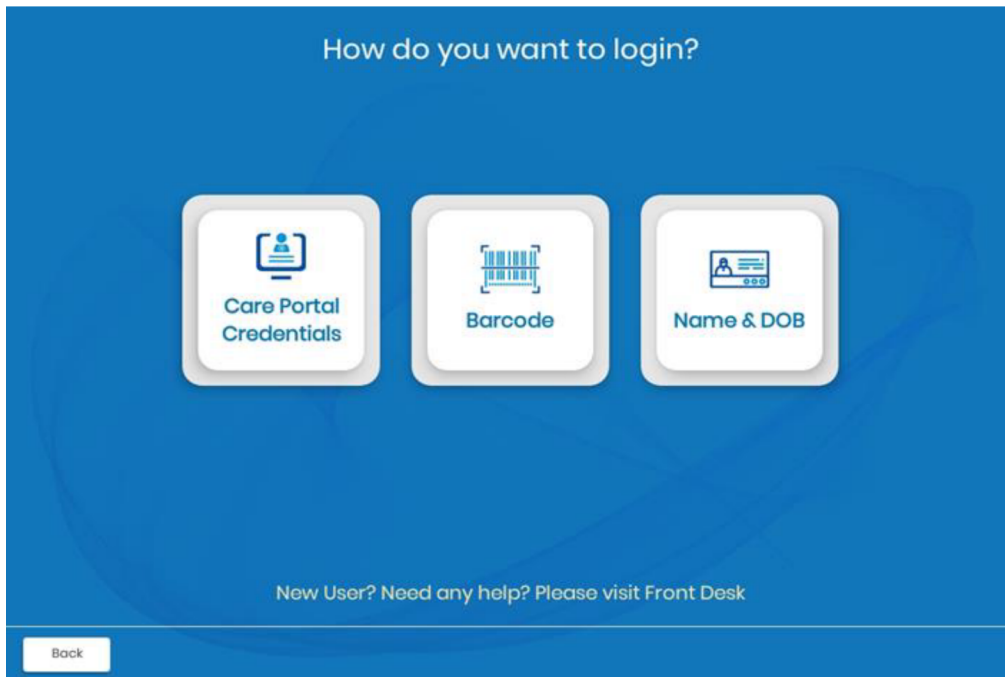 How do you want to login?
Care Portal
Credentials
Barcode
Name & DOB
New User? Need any help? Please visit Front Desk
Back